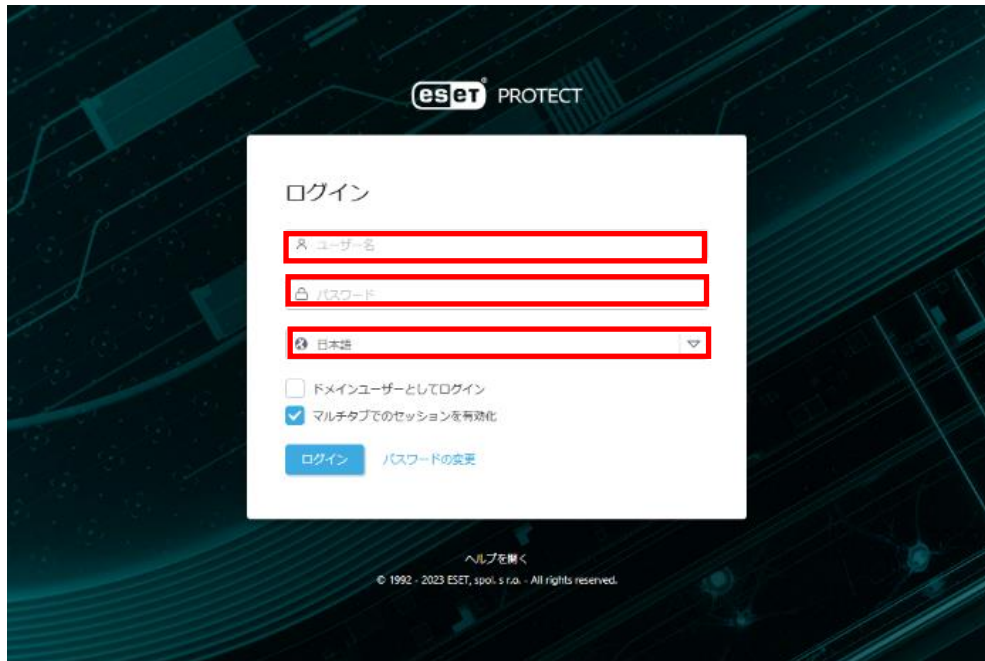 eset® PROTECT
ログイン
ユーザー名
パスワード
日本語
ドメインユーザーとしてログイン
マルチタブでのセッションを有効化
ログイン パスワードの変更
ヘルプを開く
© 1992 - 2023 ESET, spol. s r.o. - All rights reserved.